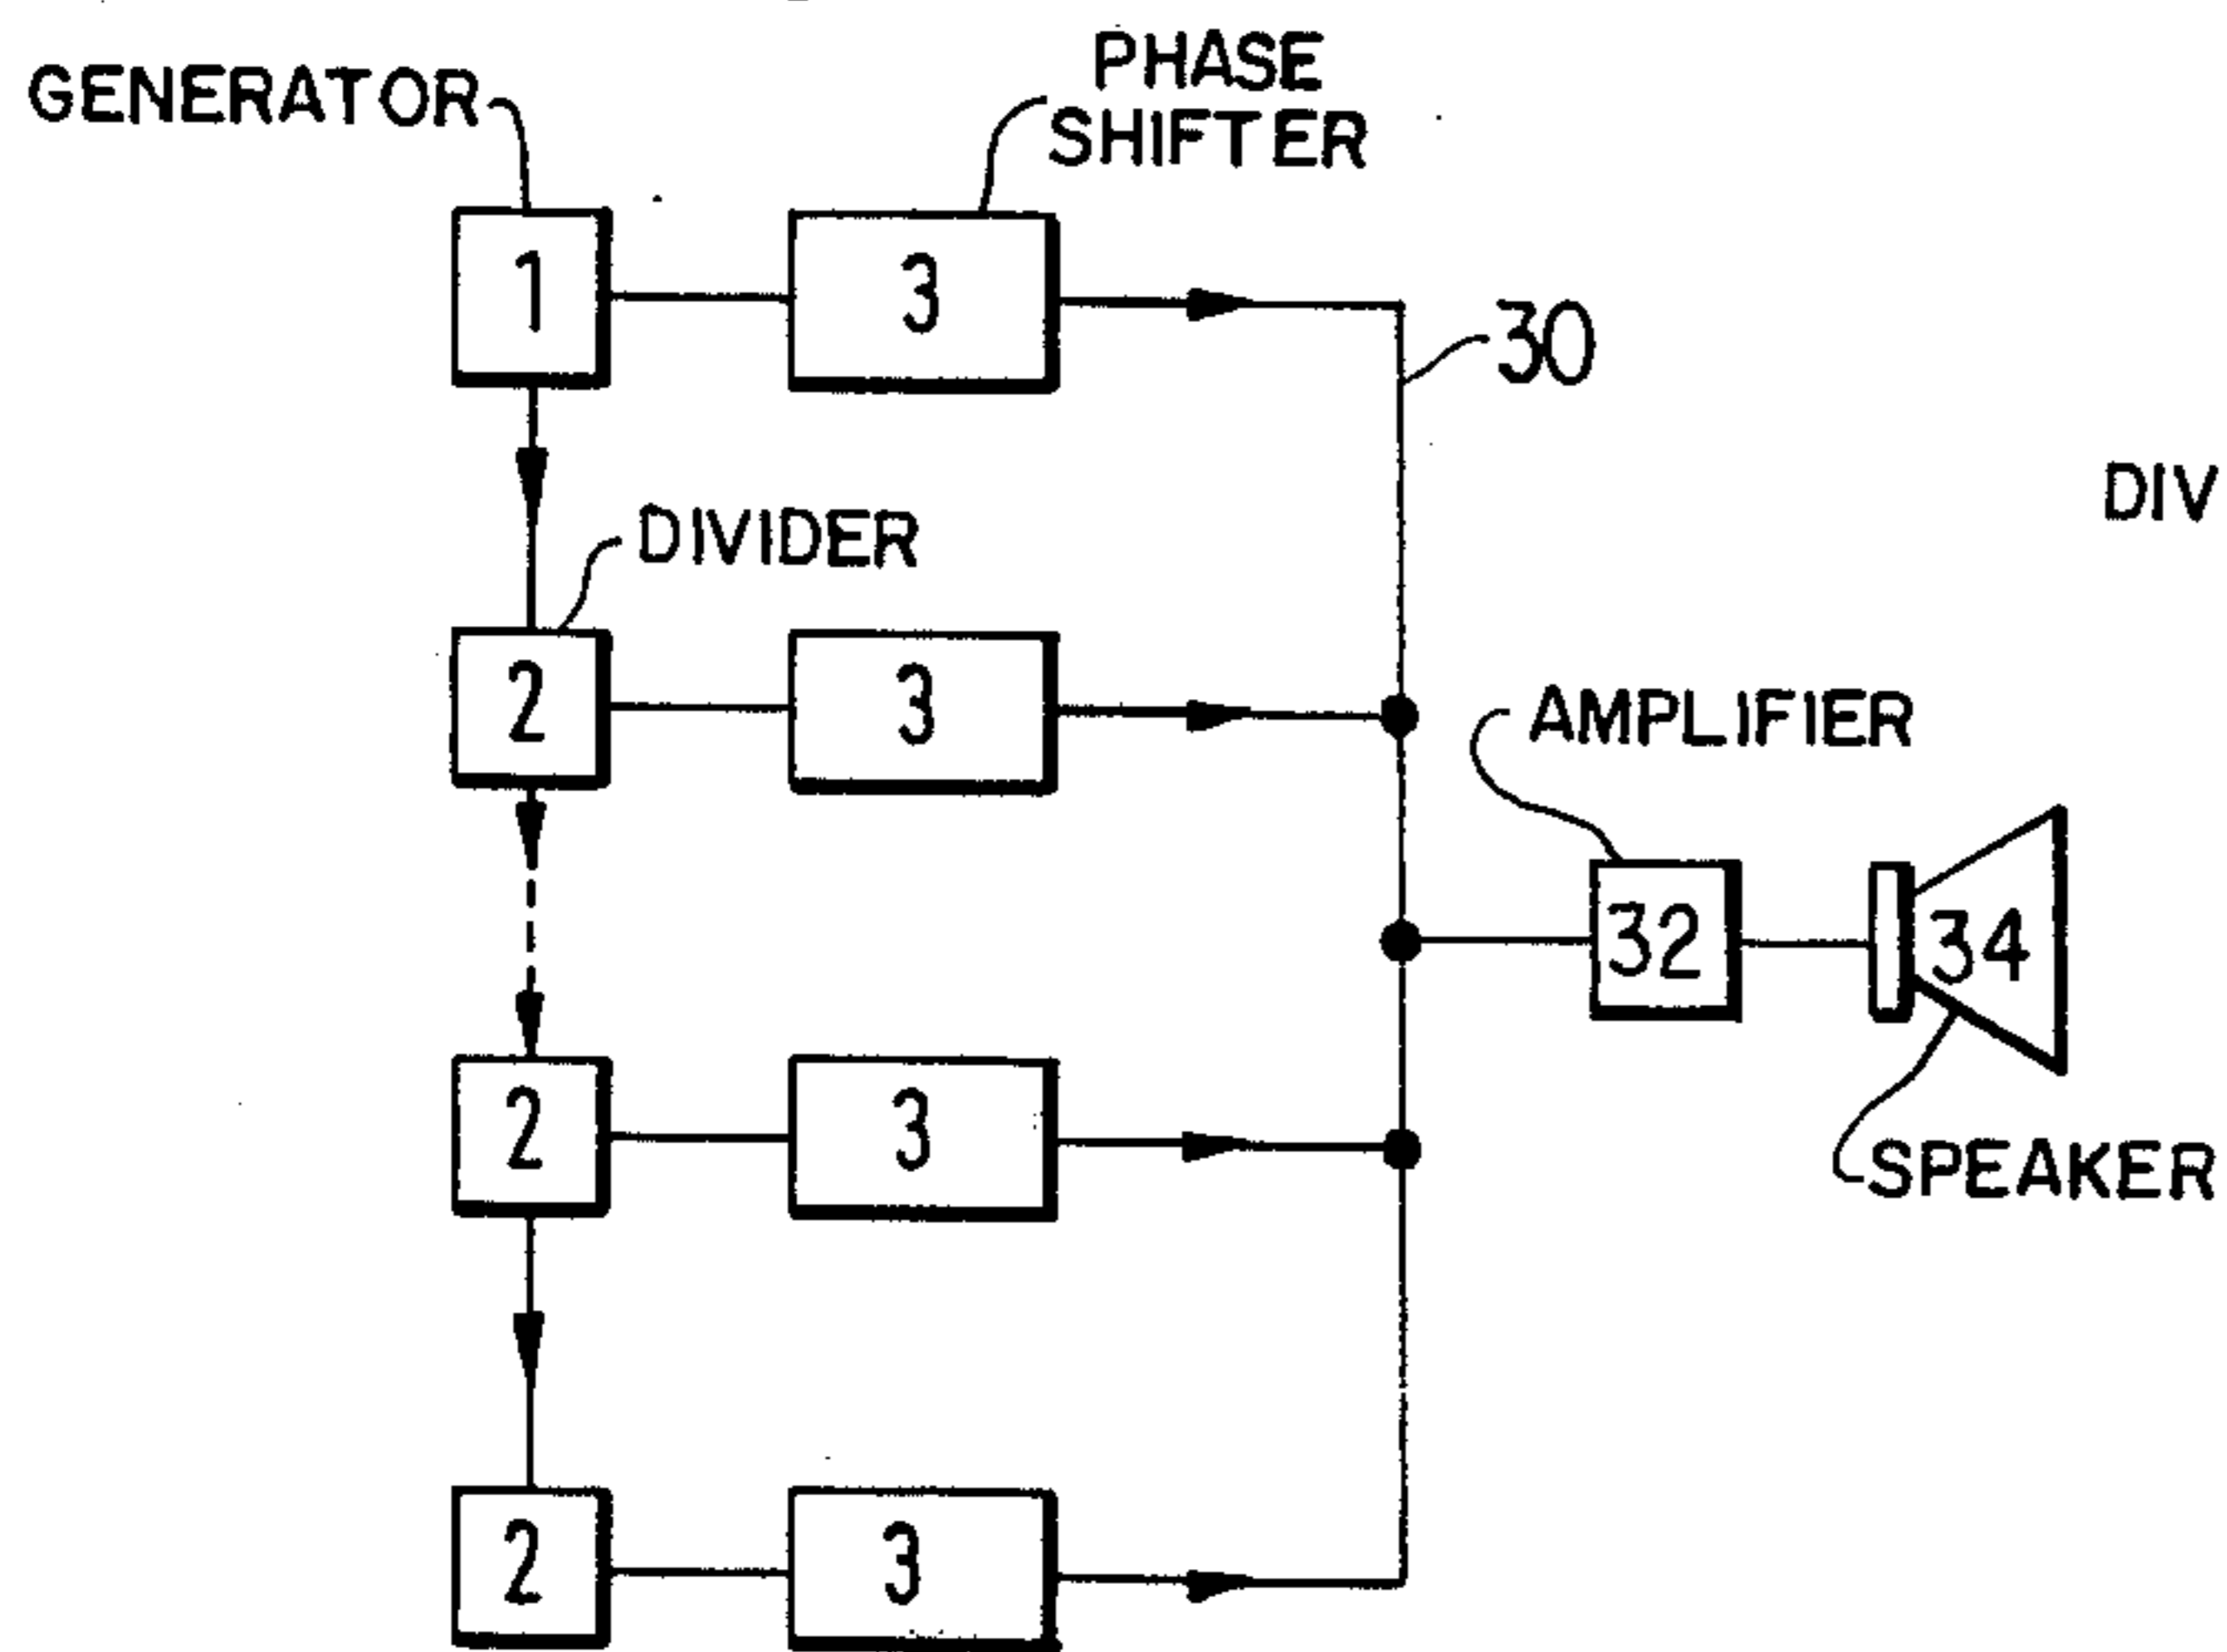 GENERATOR
PHASE
SHIFTER
1
3
30
DIV
DIVIDER
2
3
AMPLIFIER
32
34
2
3
SPEAKER
2
3